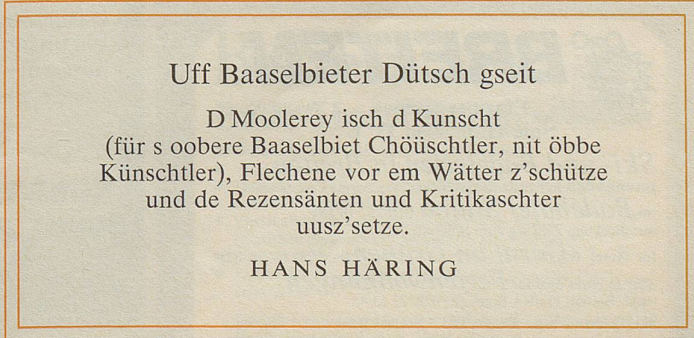 Uff Baaselbieter Dütsch gseit
D Moolerey isch d Kunscht
(für s oobere Baaselbiet Chöüschtler, nit öbbe
Künschtler), Flechene vor em Wätter z'schütze
und de Rezensänten und Kritikaschter
uusz'setze.
HANS HÄRING